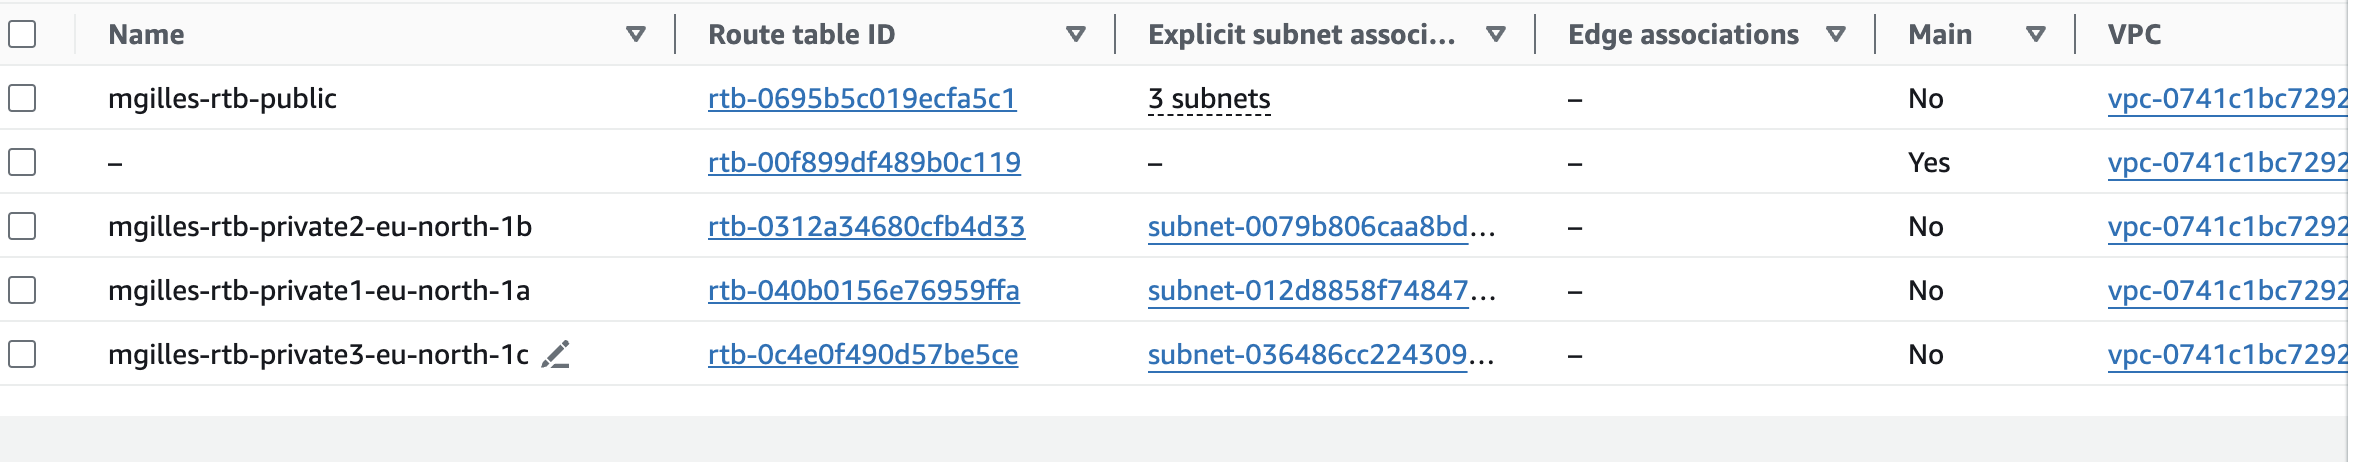 Name Route table ID Explicit subnet associ... Edge associations Main VPC
mgilles-rtb-public rtb-0695b5c019ecfa5c1 3 subnets – No vpc-0741c1bc7292
– rtb-00f899df489b0c119 – – Yes vpc-0741c1bc7292
mgilles-rtb-private2-eu-north-1b rtb-0312a34680cfb4d33 subnet-0079b806caa8bd... – No vpc-0741c1bc7292
mgilles-rtb-private1-eu-north-1a rtb-040b0156e76959ffa subnet-012d8858f74847... – No vpc-0741c1bc7292
mgilles-rtb-private3-eu-north-1c rtb-0c4e0f490d57be5ce subnet-036486cc224309... – No vpc-0741c1bc7292